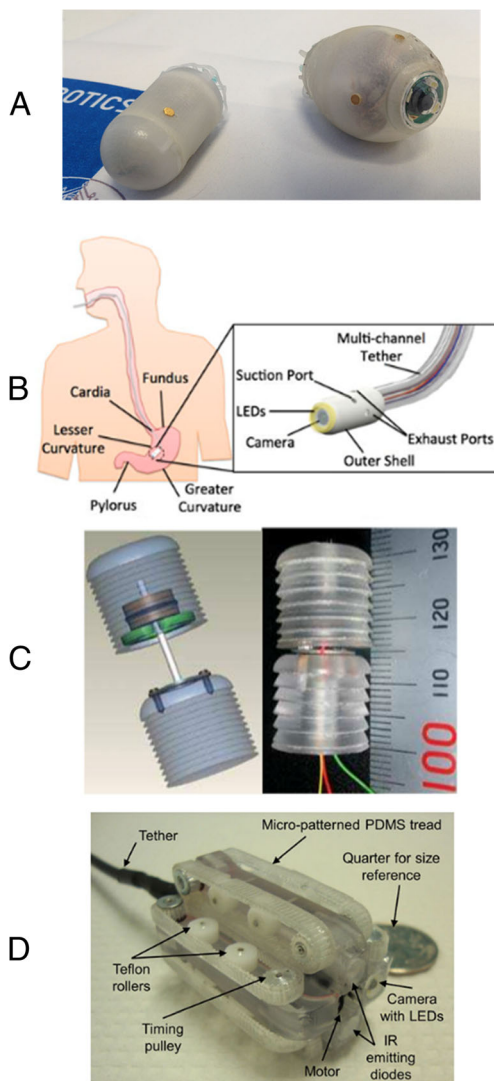 A
OTICS
B
Fundus
Cardia
Lesser
Curvature
Pylorus
Greater
Curvature
Multi-channel
Tether
Suction Port
LEDs
Camera
Exhaust Ports
Outer Shell
C
130
120
110
100
D
Tether
Micro-patterned PDMS tread
Quarter for size
reference
Teflon
rollers
Timing
pulley
Motor
IR
emitting
diodes
Camera
with LEDs